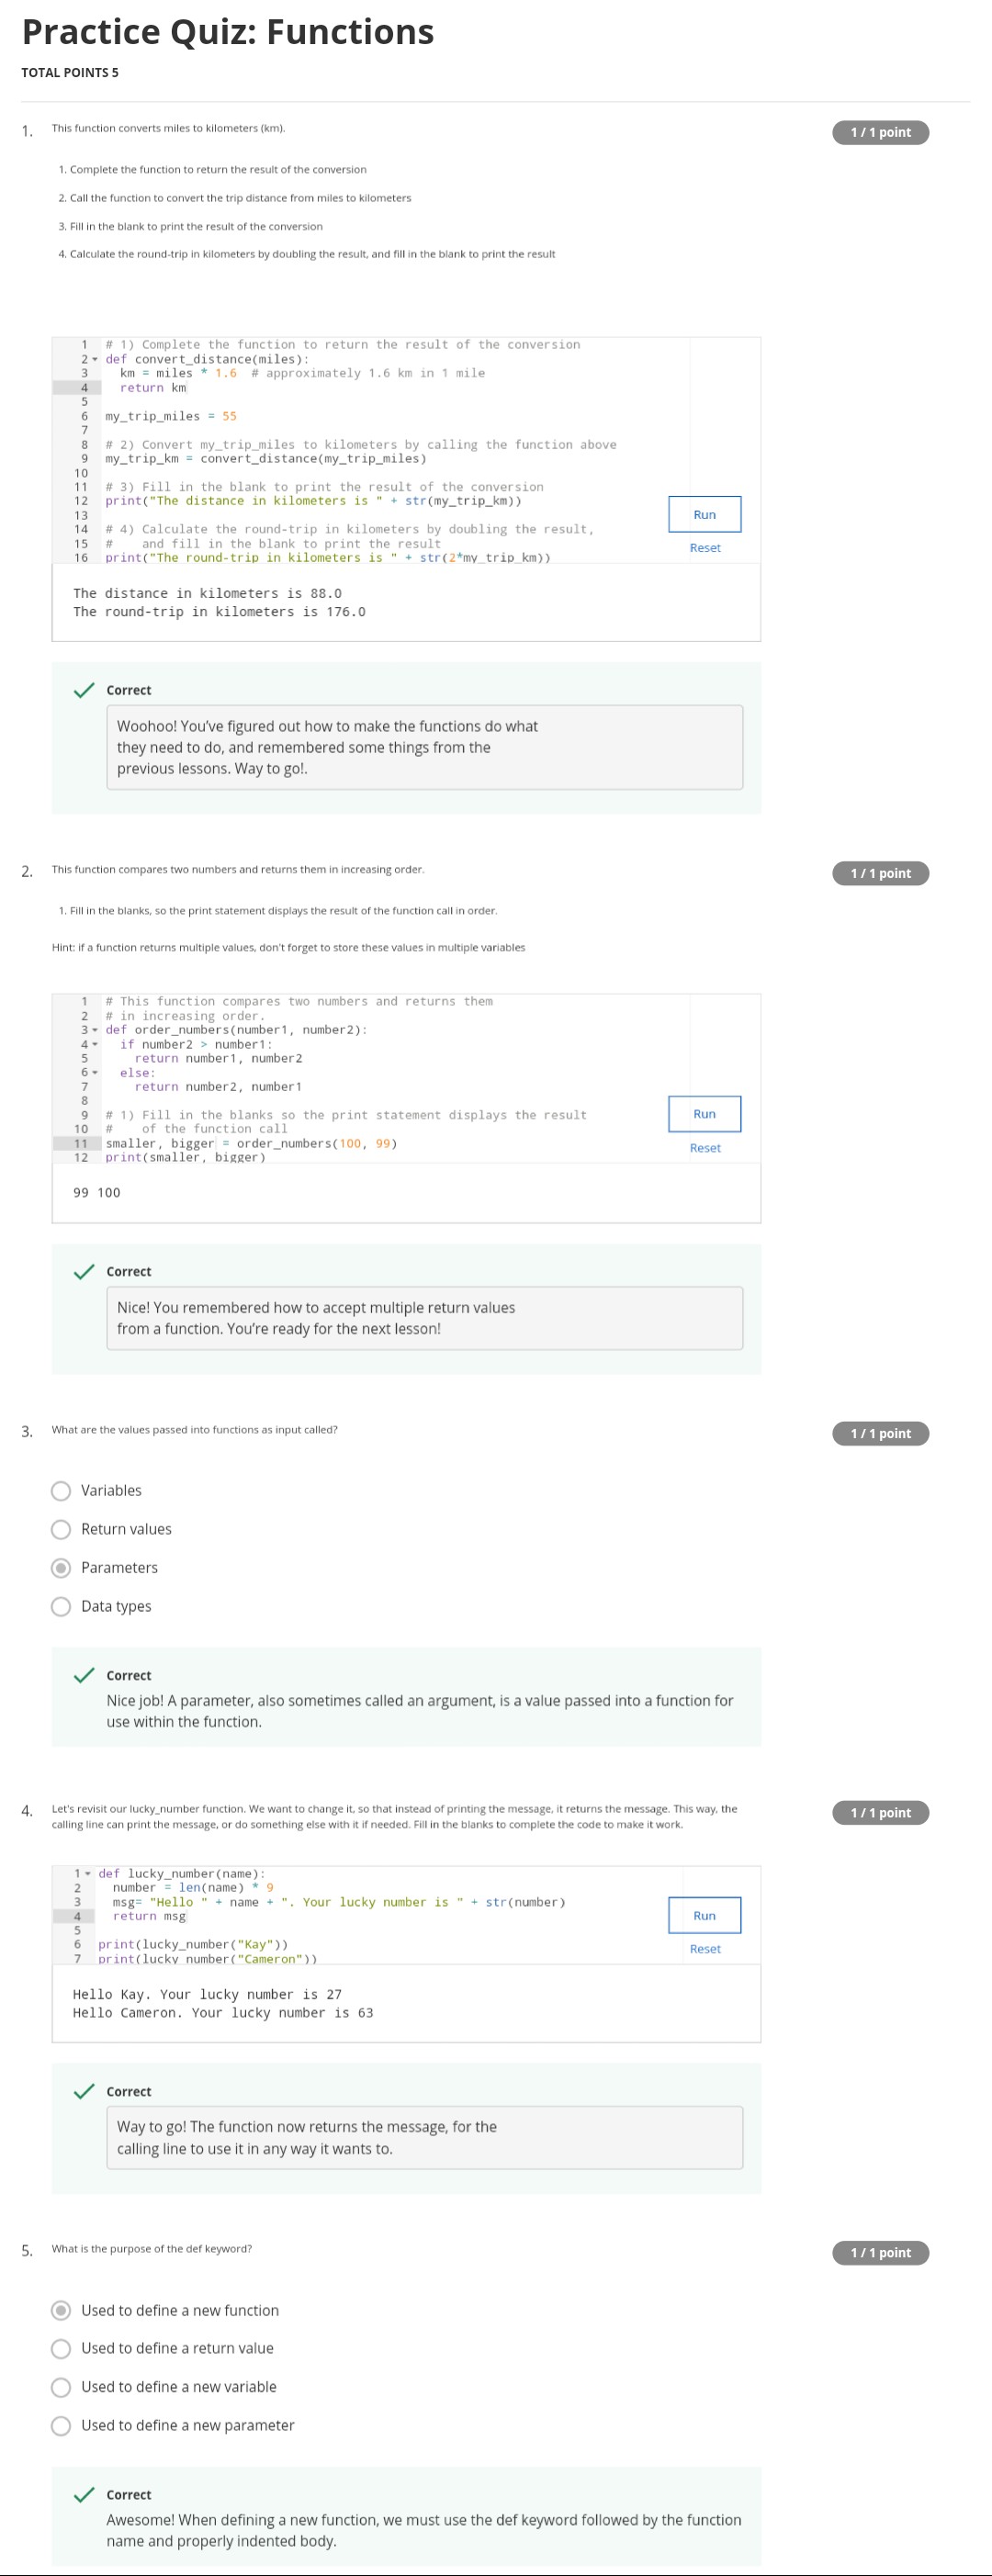 Practice Quiz: Functions
TOTAL POINTS 5
1.
This function converts miles to kilometers (km).
1 / 1 point
1. Complete the function to return the result of the conversion
2. Call the function to convert the trip distance from miles to kilometers
3. Fill in the blank to print the result of the conversion
4. Calculate the round-trip in kilometers by doubling the result, and fill in the blank to print the result
1 # 1) Complete the function to return the result of the conversion
2 def convert_distance(miles):
3 km = miles * 1.6  # approximately 1.6 km in 1 mile
4 return km
5
6 my_trip_miles = 55
7
8 # 2) Convert my_trip_miles to kilometers by calling the function above
9 my_trip_km = convert_distance(my_trip_miles)
10
11 # 3) Fill in the blank to print the result of the conversion
12 print("The distance in kilometers is " + str(my_trip_km))
13
14 # 4) Calculate the round-trip in kilometers by doubling the result,
15 #    and fill in the blank to print the result
16 print("The round-trip in kilometers is " + str(2*my_trip_km))
Run
Reset
The distance in kilometers is 88.0
The round-trip in kilometers is 176.0
Correct
Woohoo! You've figured out how to make the functions do what
they need to do, and remembered some things from the
previous lessons. Way to go!.
2.
This function compares two numbers and returns them in increasing order.
1 / 1 point
1. Fill in the blanks, so the print statement displays the result of the function call in order.
Hint: if a function returns multiple values, don't forget to store these values in multiple variables
1 # This function compares two numbers and returns them
2 # in increasing order.
3 def order_numbers(number1, number2):
4 if number2 > number1:
5 return number1, number2
6 else:
7 return number2, number1
8
9 # 1) Fill in the blanks so the print statement displays the result
10 #    of the function call
11 smaller, bigger = order_numbers(100, 99)
12 print(smaller, bigger)
Run
Reset
99 100
Correct
Nice! You remembered how to accept multiple return values
from a function. You're ready for the next lesson!
3.
What are the values passed into functions as input called?
1 / 1 point
Variables
Return values
Parameters
Data types
Correct
Nice job! A parameter, also sometimes called an argument, is a value passed into a function for
use within the function.
4.
Let's revisit our lucky_number function. We want to change it, so that instead of printing the message, it returns the message. This way, the
calling line can print the message, or do something else with it if needed. Fill in the blanks to complete the code to make it work.
1 / 1 point
1 def lucky_number(name):
2 number = len(name) * 9
3 msg= "Hello " + name + ". Your lucky number is " + str(number)
4 return msg
5
6 print(lucky_number("Kay"))
7 print(lucky_number("Cameron"))
Run
Reset
Hello Kay. Your lucky number is 27
Hello Cameron. Your lucky number is 63
Correct
Way to go! The function now returns the message, for the
calling line to use it in any way it wants to.
5.
What is the purpose of the def keyword?
1 / 1 point
Used to define a new function
Used to define a return value
Used to define a new variable
Used to define a new parameter
Correct
Awesome! When defining a new function, we must use the def keyword followed by the function
name and properly indented body.